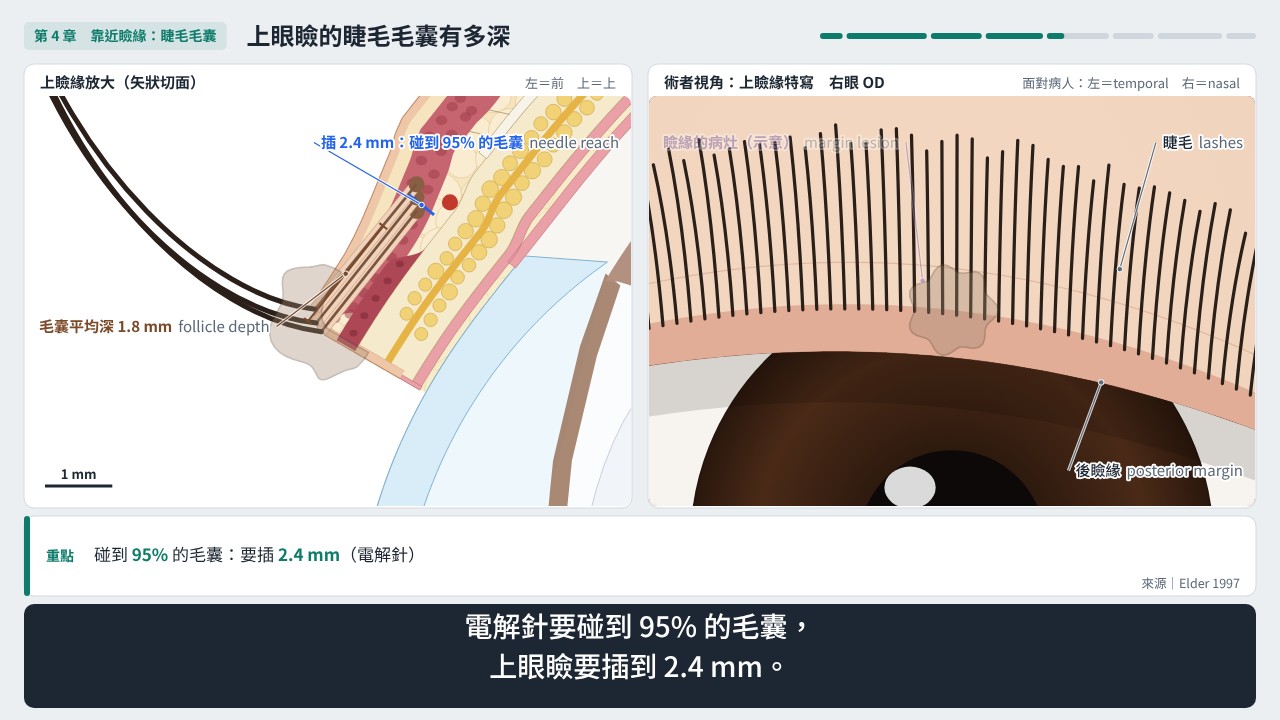 第 4 章　靠近瞼緣：睫毛毛囊
上眼瞼的睫毛毛囊有多深
上瞼緣放大（矢狀切面）
左＝前　上＝上
插 2.4 mm：碰到 95% 的毛囊 needle reach
毛囊平均深 1.8 mm follicle depth
1 mm
術者視角：上瞼緣特寫　右眼 OD
面對病人：左＝temporal　右＝nasal
瞼緣的病灶（示意） margin lesion
睫毛 lashes
後瞼緣 posterior margin
重點　碰到 95% 的毛囊：要插 2.4 mm（電解針）
來源｜Elder 1997
電解針要碰到 95% 的毛囊，
上眼瞼要插到 2.4 mm。